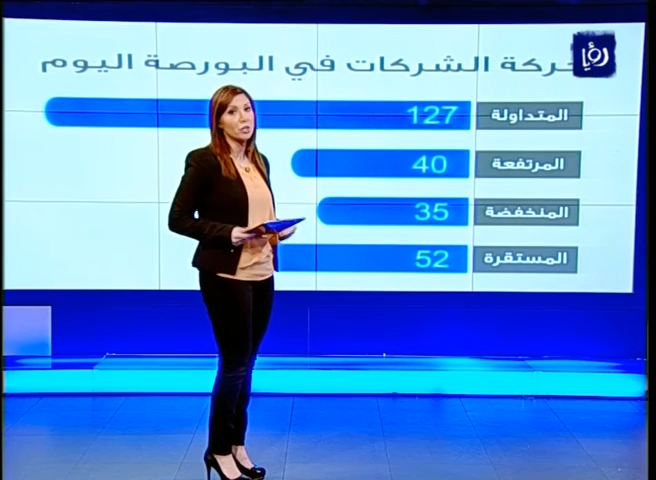 حركة الشركات في البورصة اليوم
رؤيا
المتداولة 127
المرتفعة 40
المنخفضة 35
المستقرة 52